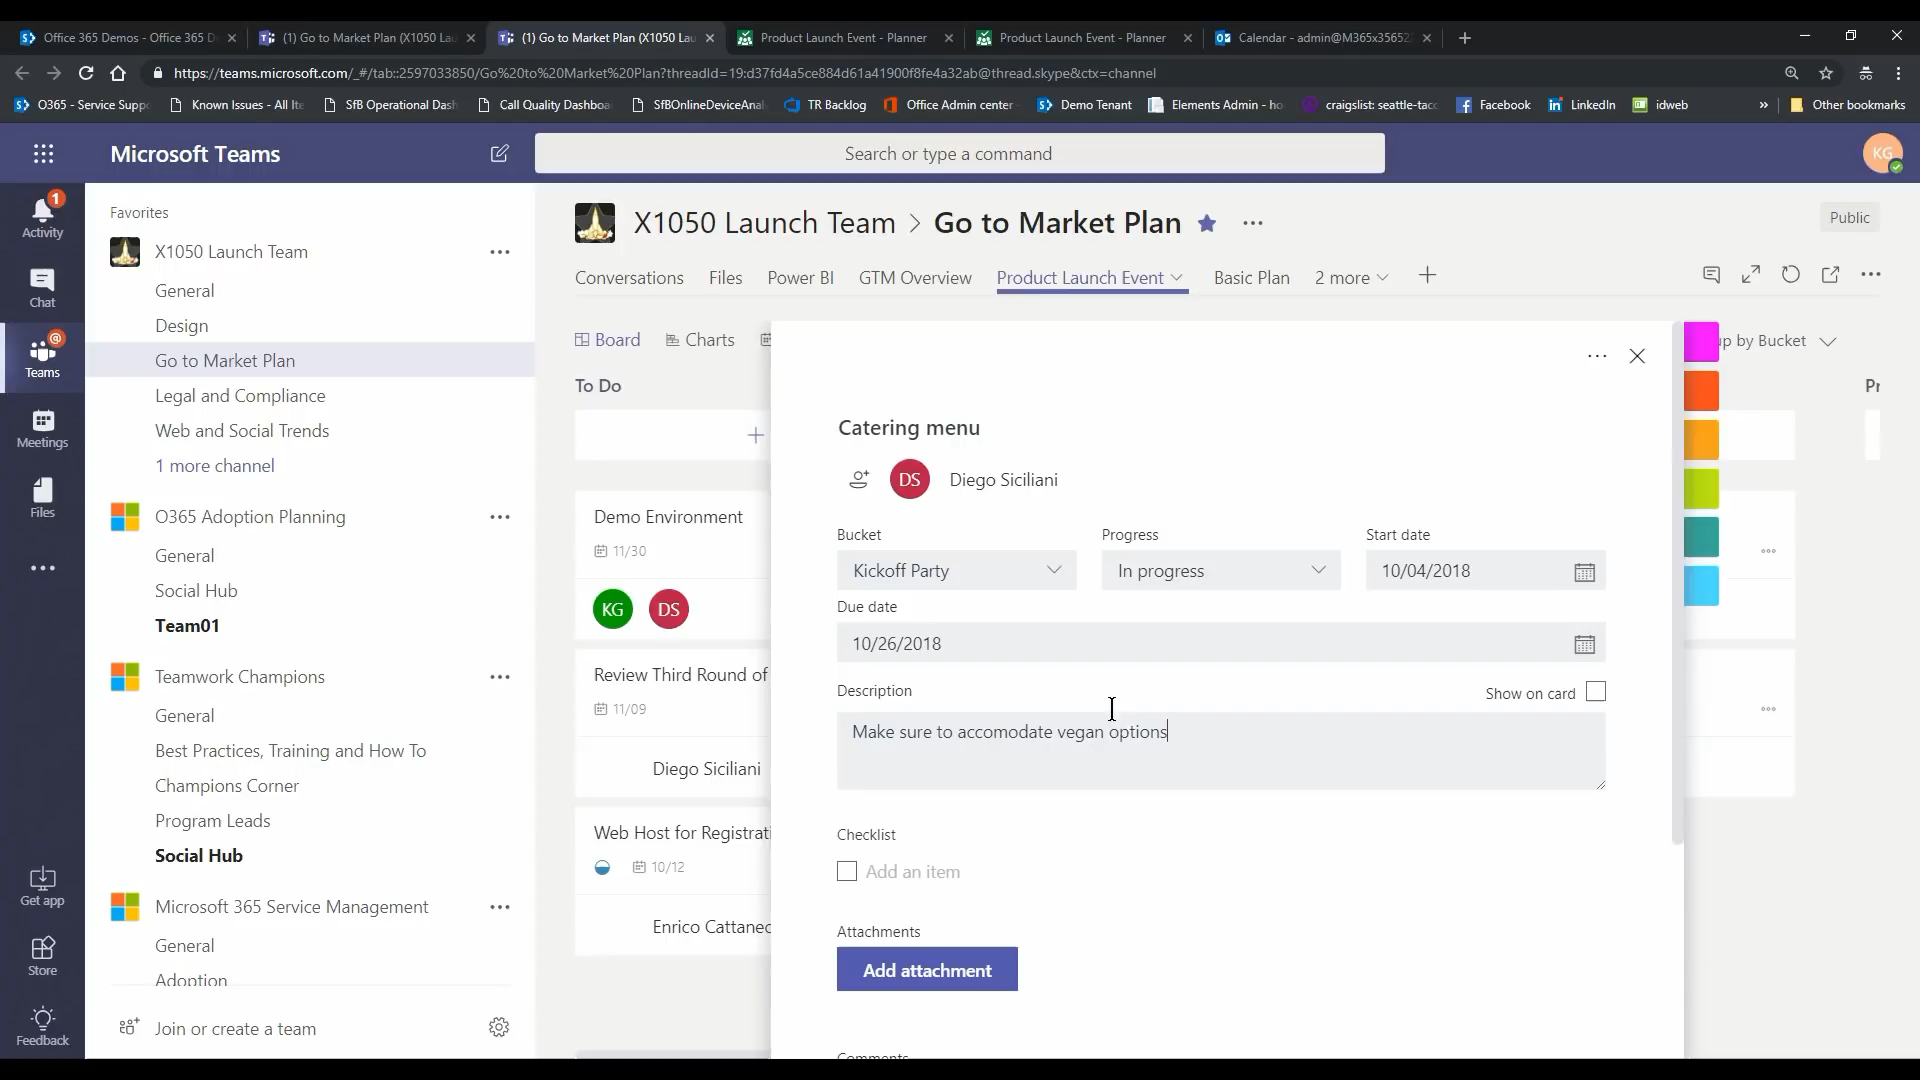 Office 365 Demos - Office 365 D
(1) Go to Market Plan (X1050 La
(1) Go to Market Plan (X1050 Lau
Product Launch Event - Planner
Product Launch Event - Planner
Calendar - admin@M365x35652
https://teams.microsoft.com/_#/tab::2597033850/Go%20to%20Market%20Plan?threadId=19:d37fd4a5ce884d61a41900f8fe4a32ab@thread.skype&ctx=channel
O365 - Service Suppo
Known Issues - All Ite
SfB Operational Dash
Call Quality Dashboa
SfBOnlineDeviceAnal
TR Backlog
Office Admin center
Demo Tenant
Elements Admin - ho
craigslist: seattle-tac
Facebook
LinkedIn
idweb
»
Other bookmarks
Microsoft Teams
Search or type a command
KG
1
Activity
Chat
@
Teams
Meetings
Files
Get app
Store
Feedback
Favorites
X1050 Launch Team
General
Design
Go to Market Plan
Legal and Compliance
Web and Social Trends
1 more channel
O365 Adoption Planning
General
Social Hub
Team01
Teamwork Champions
General
Best Practices, Training and How To
Champions Corner
Program Leads
Social Hub
Microsoft 365 Service Management
General
Adoption
Join or create a team
X1050 Launch Team > Go to Market Plan
Public
Conversations
Files
Power BI
GTM Overview
Product Launch Event
Basic Plan
2 more
Board
Charts
up by Bucket
To Do
Pr
Demo Environment
11/30
KG DS
Review Third Round of
11/09
Diego Siciliani
Web Host for Registrati
10/12
Enrico Cattaneo
Catering menu
DS Diego Siciliani
Bucket
Progress
Start date
Kickoff Party
In progress
10/04/2018
Due date
10/26/2018
Description
Show on card
Make sure to accomodate vegan options
Checklist
Add an item
Attachments
Add attachment
Comments